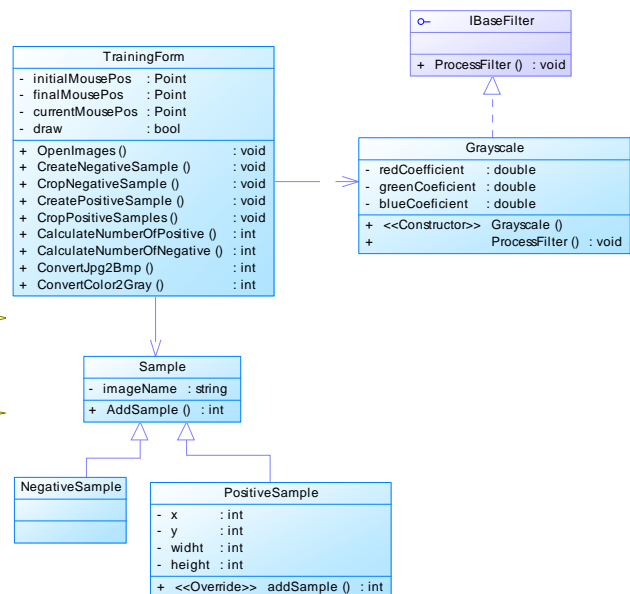 TrainingForm
- initialMousePos : Point
- finalMousePos : Point
- currentMousePos : Point
- draw : bool
+ OpenImages () : void
+ CreateNegativeSample () : void
+ CropNegativeSample () : void
+ CreatePositiveSample () : void
+ CropPositiveSamples () : void
+ CalculateNumberOfPositive () : int
+ CalculateNumberOfNegative () : int
+ ConvertJpg2Bmp () : int
+ ConvertColor2Gray () : int
IBaseFilter
+ ProcessFilter () : void
Grayscale
- redCoefficient : double
- greenCoeficient : double
- blueCoeficient : double
+ <<Constructor>> Grayscale ()
+ ProcessFilter () : void
Sample
- imageName : string
+ AddSample () : int
NegativeSample
PositiveSample
- x : int
- y : int
- widht : int
- height : int
+ <<Override>> addSample () : int